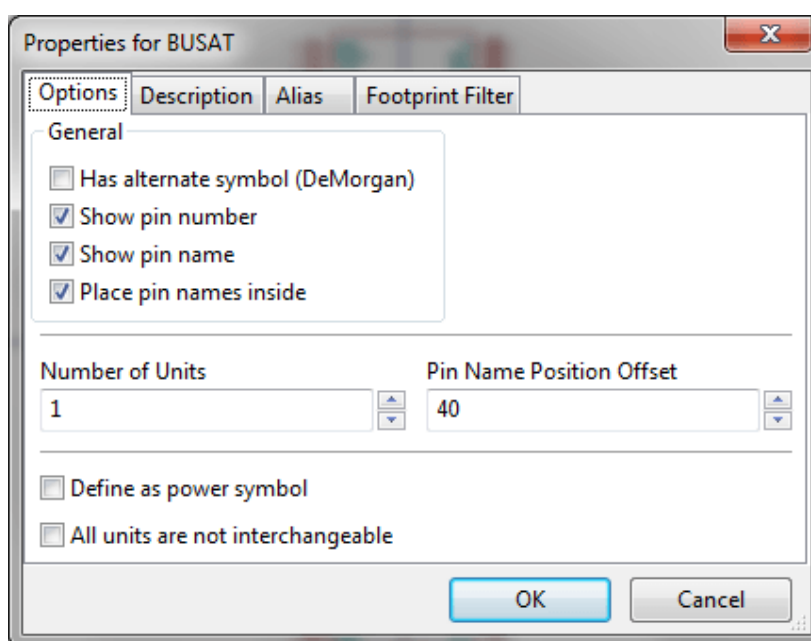 Properties for BUSAT
Options Description Alias Footprint Filter
General
Has alternate symbol (DeMorgan)
Show pin number
Show pin name
Place pin names inside
Number of Units Pin Name Position Offset
1 40
Define as power symbol
All units are not interchangeable
OK Cancel